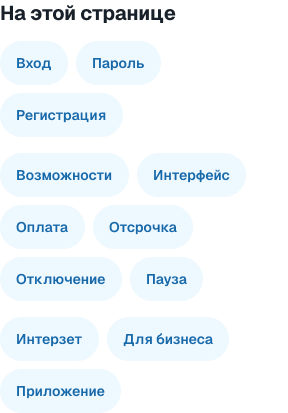 На этой странице
Вход Пароль
Регистрация
Возможности Интерфейс
Оплата Отсрочка
Отключение Пауза
Интерзет Для бизнеса
Приложение